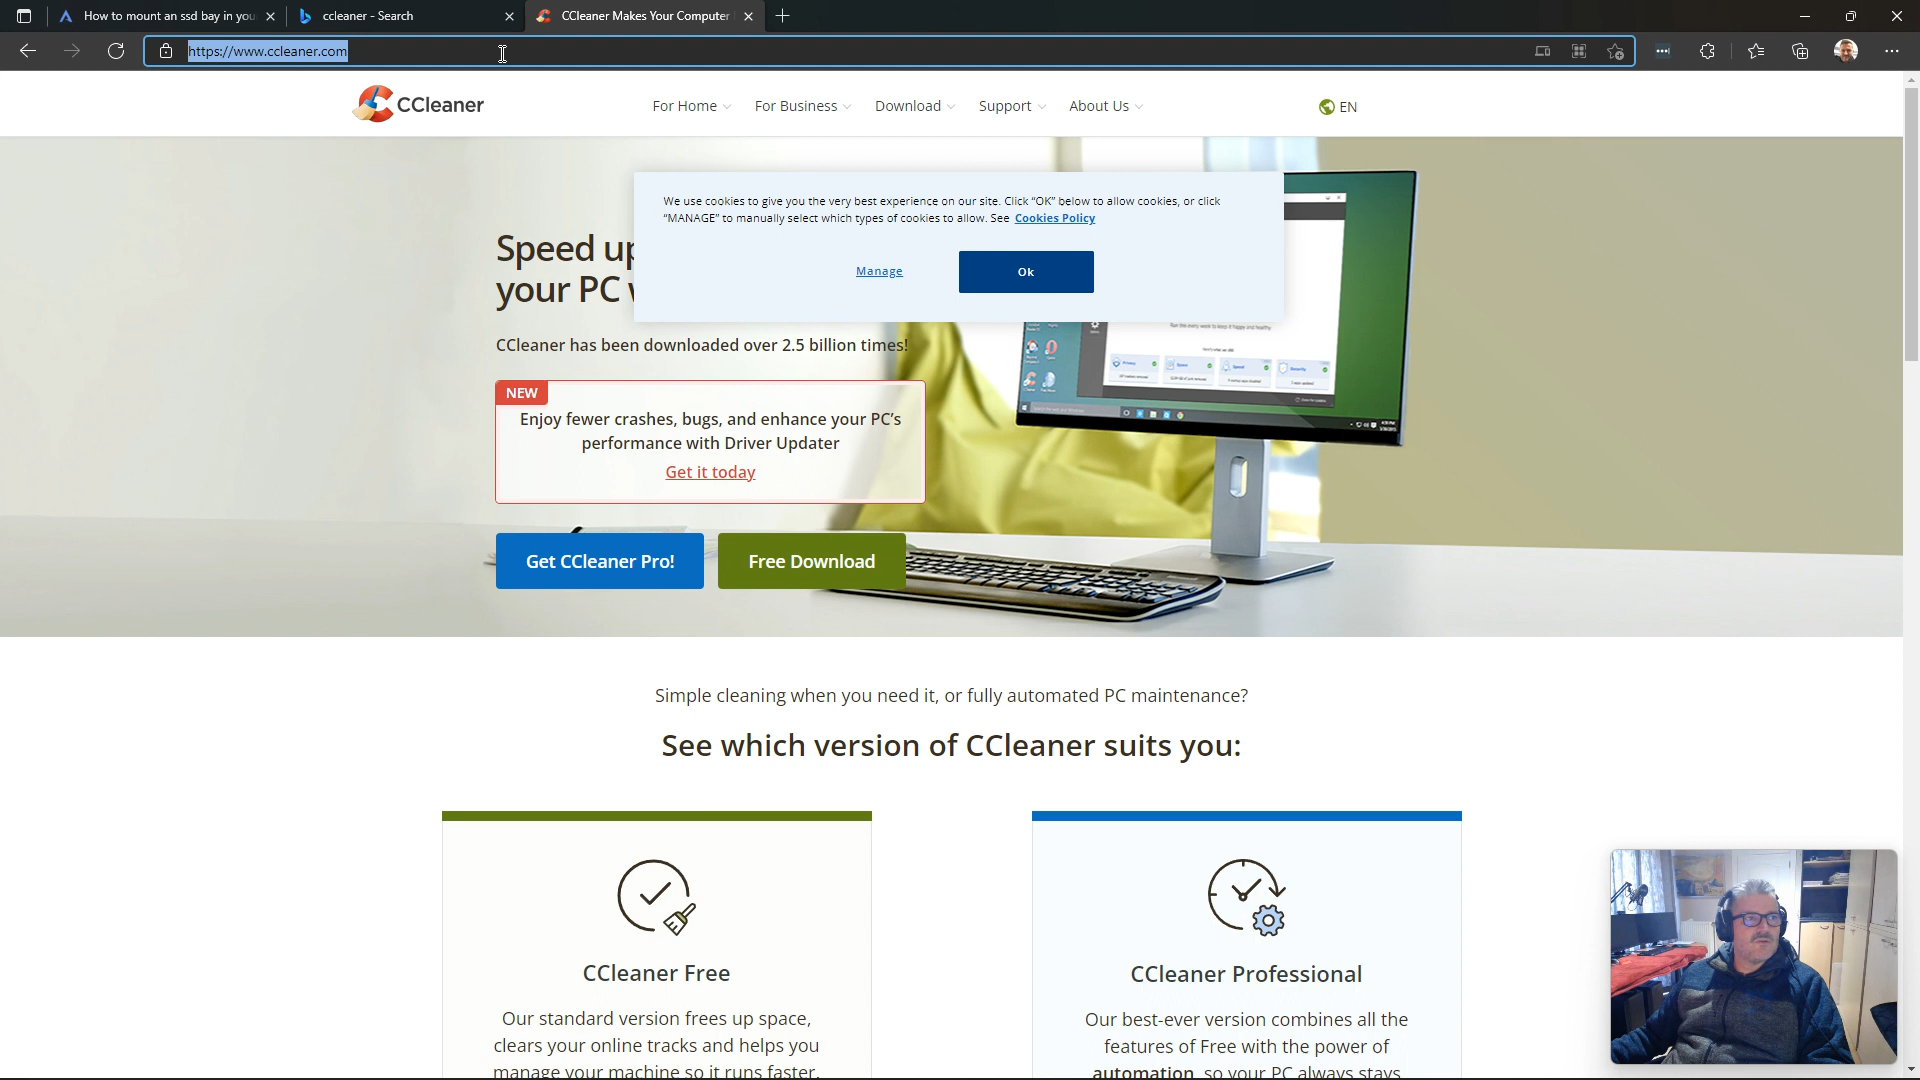 How to mount an ssd bay in you
ccleaner - Search
CCleaner Makes Your Computer
https://www.ccleaner.com
CCleaner
For Home
For Business
Download
Support
About Us
EN
We use cookies to give you the very best experience on our site. Click “OK” below to allow cookies, or click
“MANAGE” to manually select which types of cookies to allow. See Cookies Policy
Manage
Ok
Speed up
your PC
CCleaner has been downloaded over 2.5 billion times!
NEW
Enjoy fewer crashes, bugs, and enhance your PC’s
performance with Driver Updater
Get it today
Get CCleaner Pro!
Free Download
Simple cleaning when you need it, or fully automated PC maintenance?
See which version of CCleaner suits you:
CCleaner Free
Our standard version frees up space,
clears your online tracks and helps you
manage your machine so it runs faster.
CCleaner Professional
Our best-ever version combines all the
features of Free with the power of
automation, so your PC always stays